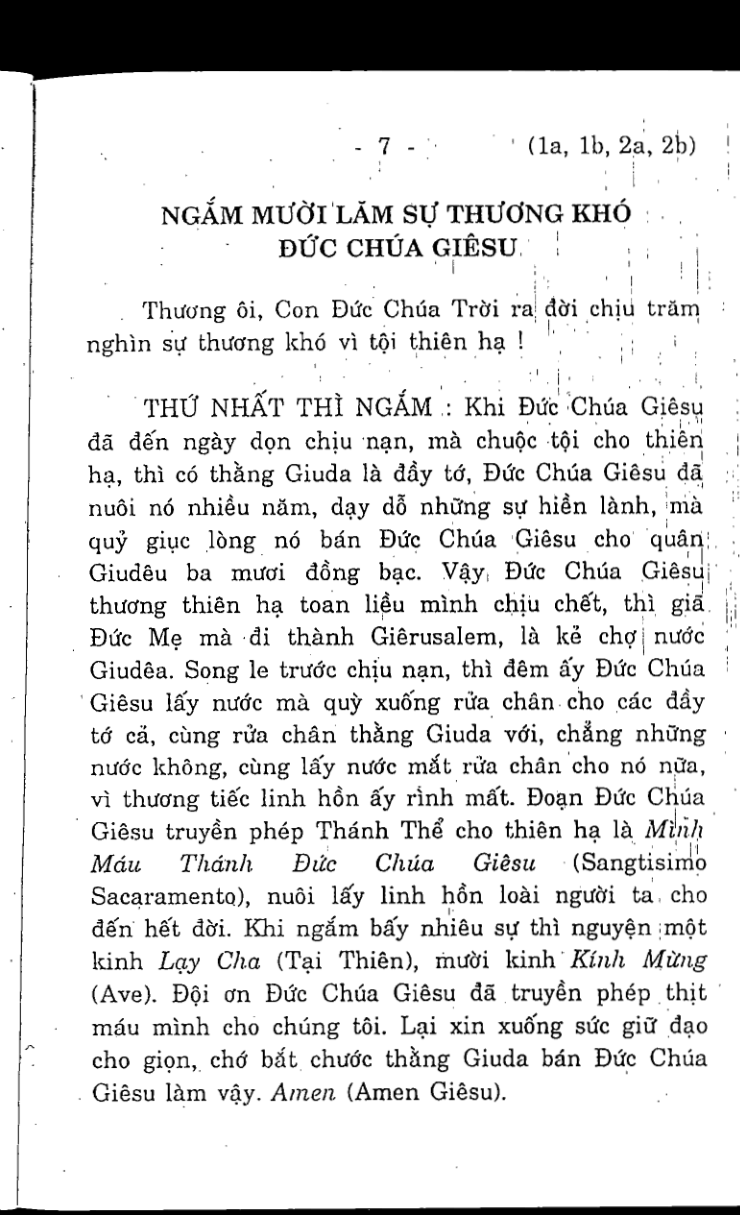 - 7 - (1a, 1b, 2a, 2b)
NGẮM MƯỜI LĂM SỰ THƯƠNG KHÓ
ĐỨC CHÚA GIÊSU
Thương ôi, Con Đức Chúa Trời ra đời chịu trăm
nghìn sự thương khó vì tội thiên hạ !
THỨ NHẤT THÌ NGẮM : Khi Đức Chúa Giêsu
đã đến ngày dọn chịu nạn, mà chuộc tội cho thiên
hạ, thì có thằng Giuda là đầy tớ, Đức Chúa Giêsu đã
nuôi nó nhiều năm, dạy dỗ những sự hiền lành, mà
quỷ giục lòng nó bán Đức Chúa Giêsu cho quân
Giudêu ba mươi đồng bạc. Vậy Đức Chúa Giêsu
thương thiên hạ toan liều mình chịu chết, thì giã
Đức Mẹ mà đi thành Giêrusalem, là kẻ chợ nước
Giudêa. Song le trước chịu nạn, thì đêm ấy Đức Chúa
Giêsu lấy nước mà quỳ xuống rửa chân cho các đầy
tớ cả, cùng rửa chân thằng Giuda với, chẳng những
nước không, cùng lấy nước mắt rửa chân cho nó nữa,
vì thương tiếc linh hồn ấy rình mất. Đoạn Đức Chúa
Giêsu truyền phép Thánh Thể cho thiên hạ là Mình
Máu Thánh Đức Chúa Giêsu (Sangtisimo
Sacaramento), nuôi lấy linh hồn loài người ta cho
đến hết đời. Khi ngắm bấy nhiêu sự thì nguyện một
kinh Lạy Cha (Tại Thiên), mười kinh Kính Mừng
(Ave). Đội ơn Đức Chúa Giêsu đã truyền phép thịt
máu mình cho chúng tôi. Lại xin xuống sức giữ đạo
cho giọn, chớ bắt chước thằng Giuda bán Đức Chúa
Giêsu làm vậy. Amen (Amen Giêsu).